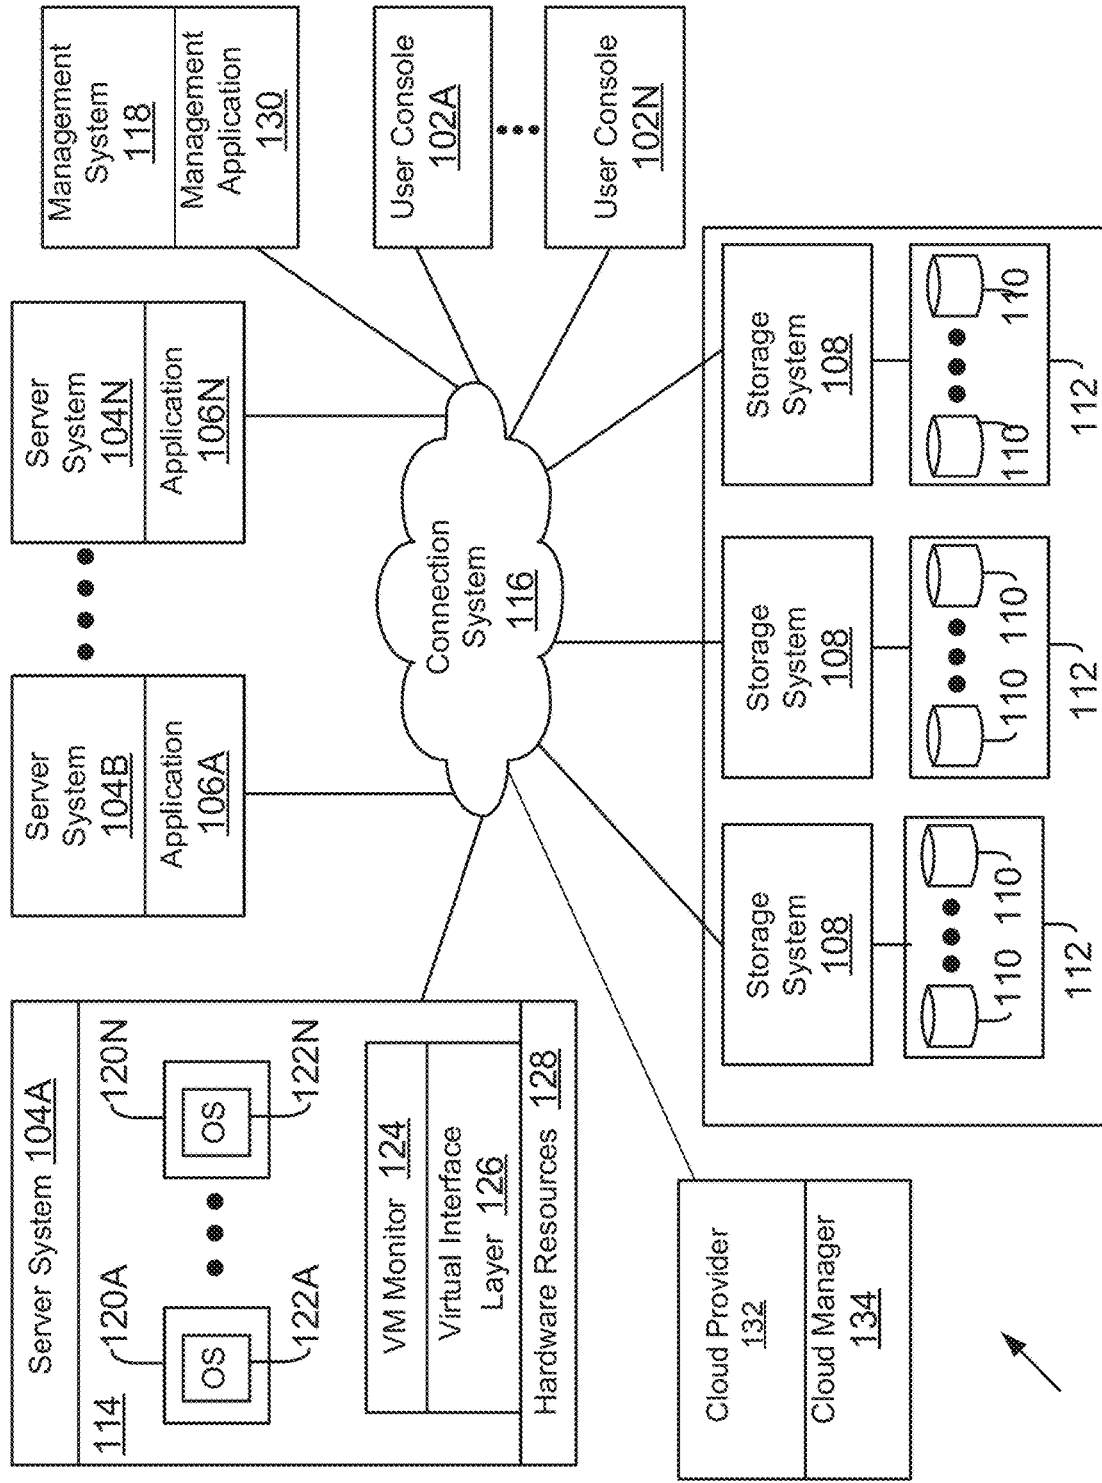 Server System 104A
114
120A
120N
OS
OS
122A
122N
VM Monitor 124
Virtual Interface
Layer 126
Hardware Resources 128
Server
System
104B
Application
106A
Server
System
104N
Application
106N
Management
System
118
Management
Application
130
User Console
102A
User Console
102N
Connection
System
116
Cloud Provider
132
Cloud Manager
134
Storage
System
108
110
110
112
Storage
System
108
110
110
112
Storage
System
108
110
110
112